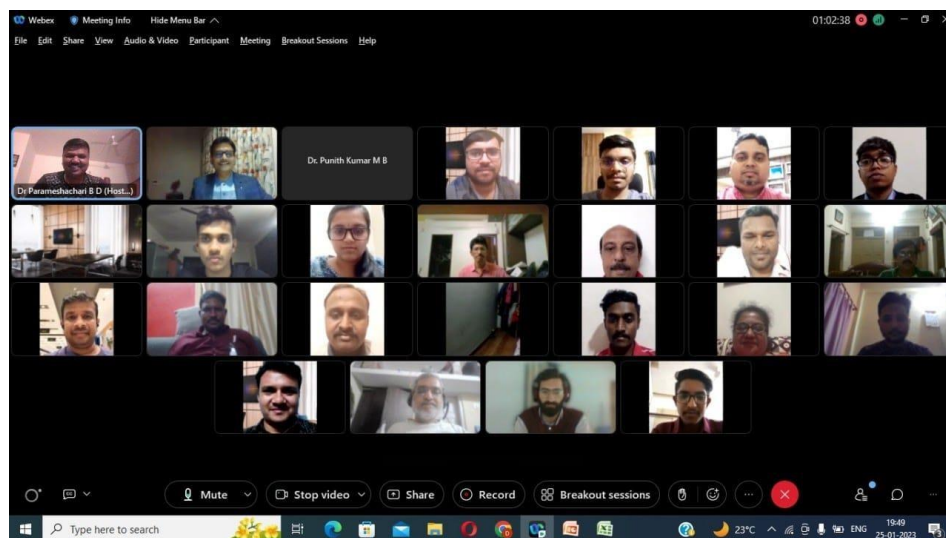 Webex Meeting Info Hide Menu Bar 01:02:38
File Edit Share View Audio & Video Participant Meeting Breakout Sessions Help
Dr. Punith Kumar M B
Dr Parameshachari B D (Host...)
Mute Stop video Share Record Breakout sessions
Type here to search 23°C ENG 19:49
25-01-2023